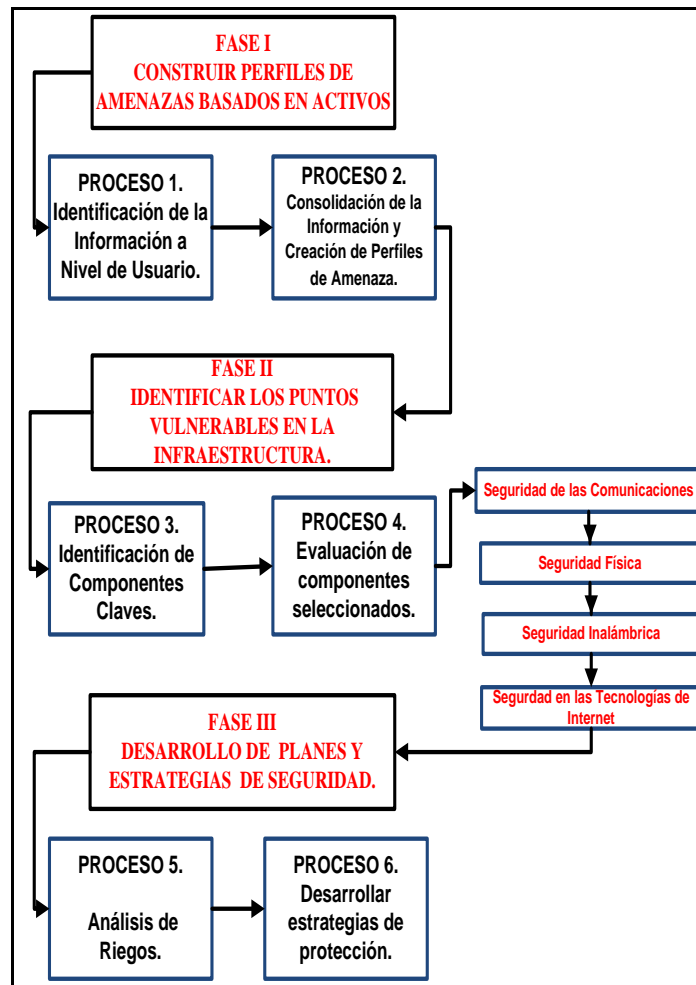 FASE I
CONSTRUIR PERFILES DE
AMENAZAS BASADOS EN ACTIVOS
PROCESO 1.
Identificación de la
Información a
Nivel de Usuario.
PROCESO 2.
Consolidación de la
Información y
Creación de Perfiles
de Amenaza.
FASE II
IDENTIFICAR LOS PUNTOS
VULNERABLES EN LA
INFRAESTRUCTURA.
PROCESO 3.
Identificación de
Componentes
Claves.
PROCESO 4.
Evaluación de
componentes
seleccionados.
Seguridad de las Comunicaciones
Seguridad Física
Seguridad Inalámbrica
Segurdad en las Tecnologías de
Internet
FASE III
DESARROLLO DE PLANES Y
ESTRATEGIAS DE SEGURIDAD.
PROCESO 5.
Análisis de
Riegos.
PROCESO 6.
Desarrollar
estrategias de
protección.